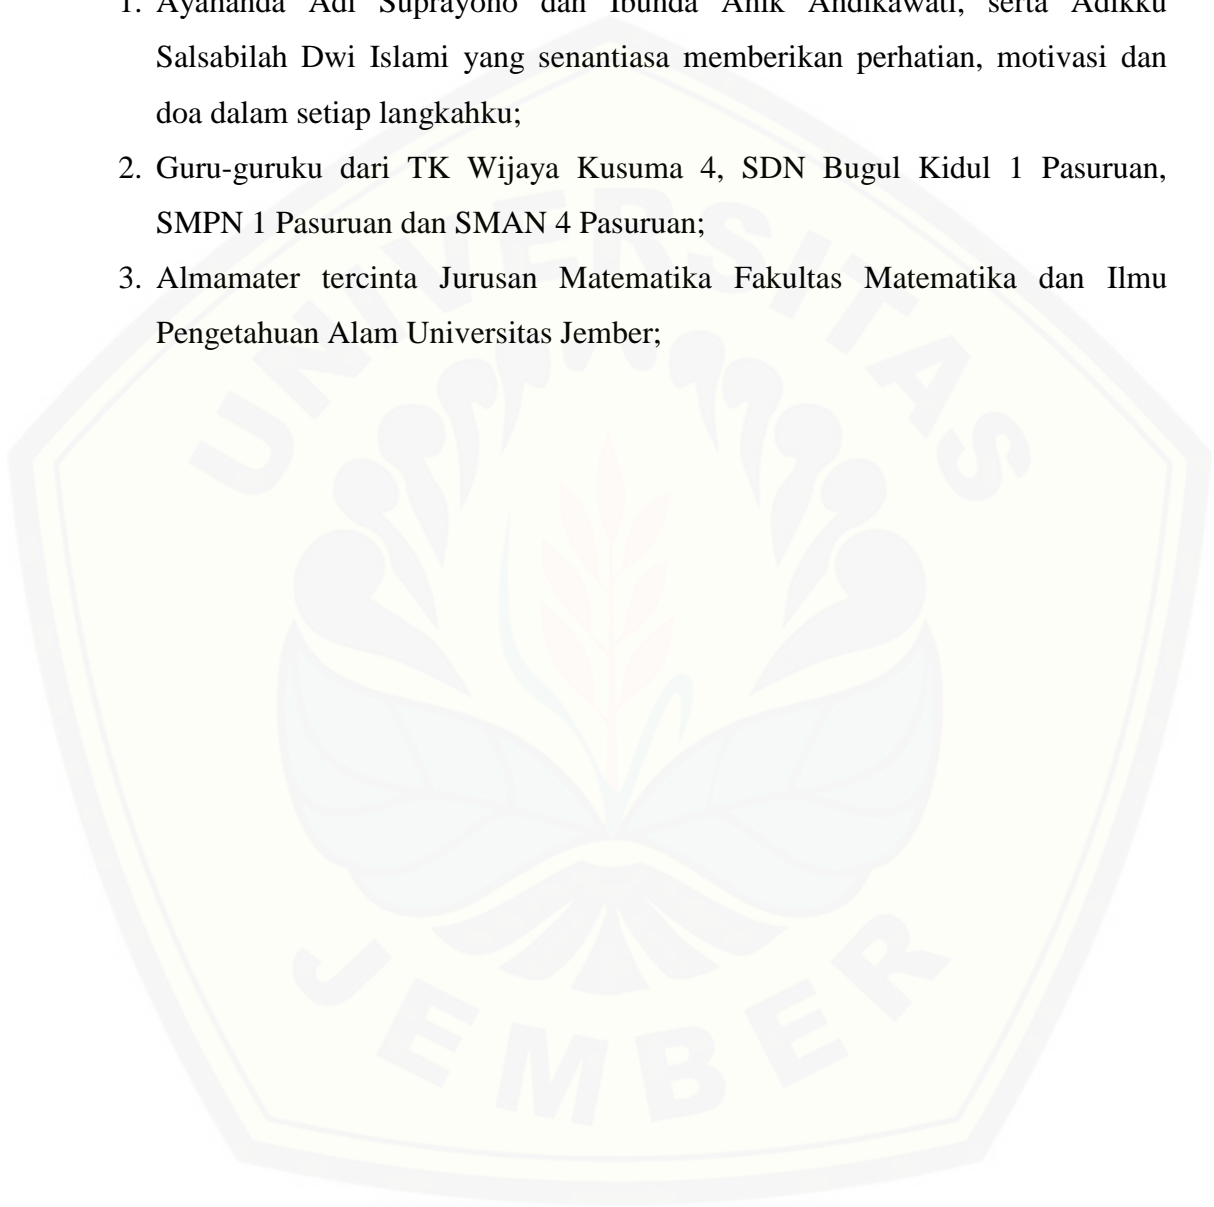 1. Ayahanda Adi Suprayono dan Ibunda Anik Andikawati, serta Adikku
Salsabilah Dwi Islami yang senantiasa memberikan perhatian, motivasi dan
doa dalam setiap langkahku;
2. Guru-guruku dari TK Wijaya Kusuma 4, SDN Bugul Kidul 1 Pasuruan,
SMPN 1 Pasuruan dan SMAN 4 Pasuruan;
3. Almamater tercinta Jurusan Matematika Fakultas Matematika dan Ilmu
Pengetahuan Alam Universitas Jember;
UNIVERSITAS
JEMBER